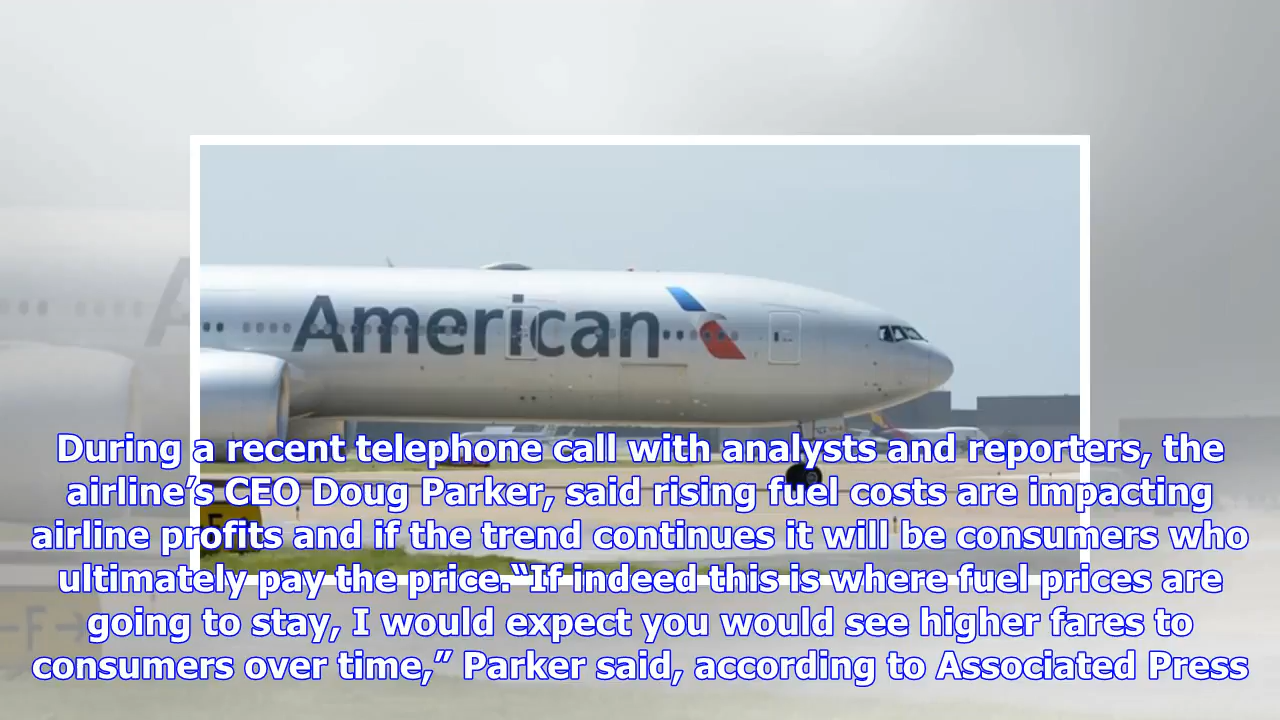 American
During a recent telephone call with analysts and reporters, the
airline’s CEO Doug Parker, said rising fuel costs are impacting
airline profits and if the trend continues it will be consumers who
ultimately pay the price.“If indeed this is where fuel prices are
going to stay, I would expect you would see higher fares to
consumers over time,” Parker said, according to Associated Press
F